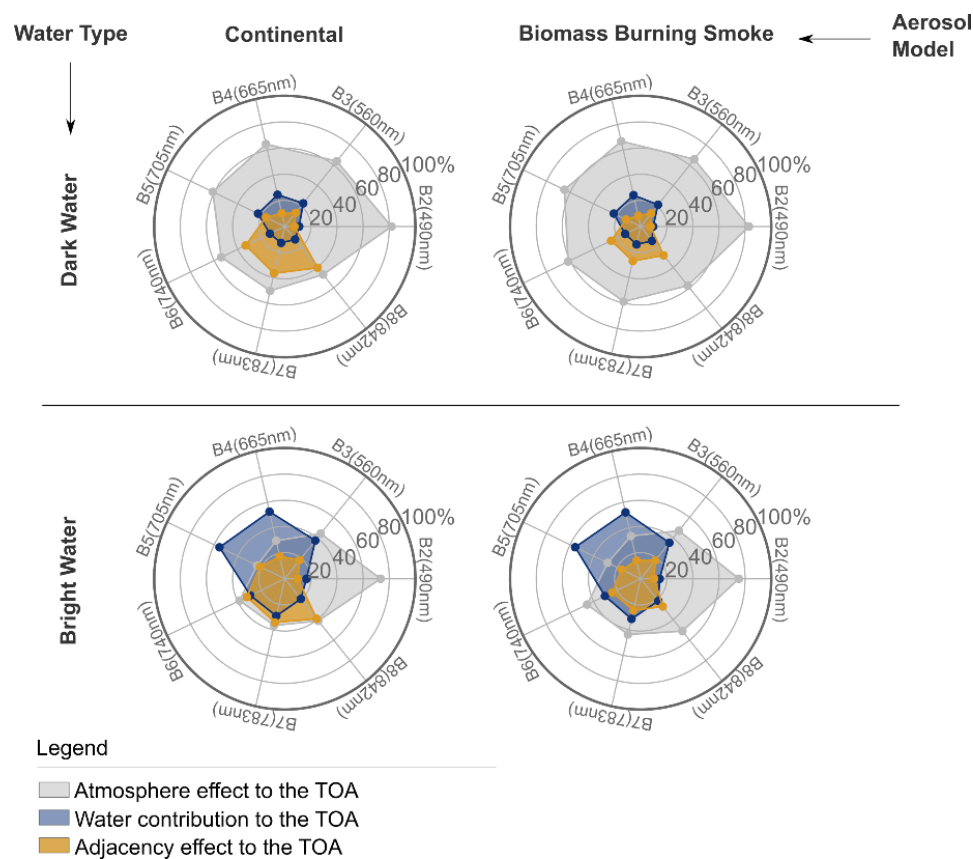 Water Type
Continental
Biomass Burning Smoke
Aerosol
Model
Dark Water
B4(665nm)
B3(560nm)
B5(705nm)
100%
80
60
40
20
B2(490nm)
B6(740nm)
B7(783nm)
B8(842nm)
B4(665nm)
B3(560nm)
B5(705nm)
100%
80
60
40
20
B2(490nm)
B6(740nm)
B7(783nm)
B8(842nm)
Bright Water
B4(665nm)
B3(560nm)
B5(705nm)
100%
80
60
40
20
B2(490nm)
B6(740nm)
B7(783nm)
B8(842nm)
B4(665nm)
B3(560nm)
B5(705nm)
100%
80
60
40
20
B2(490nm)
B6(740nm)
B7(783nm)
B8(842nm)
Legend
Atmosphere effect to the TOA
Water contribution to the TOA
Adjacency effect to the TOA